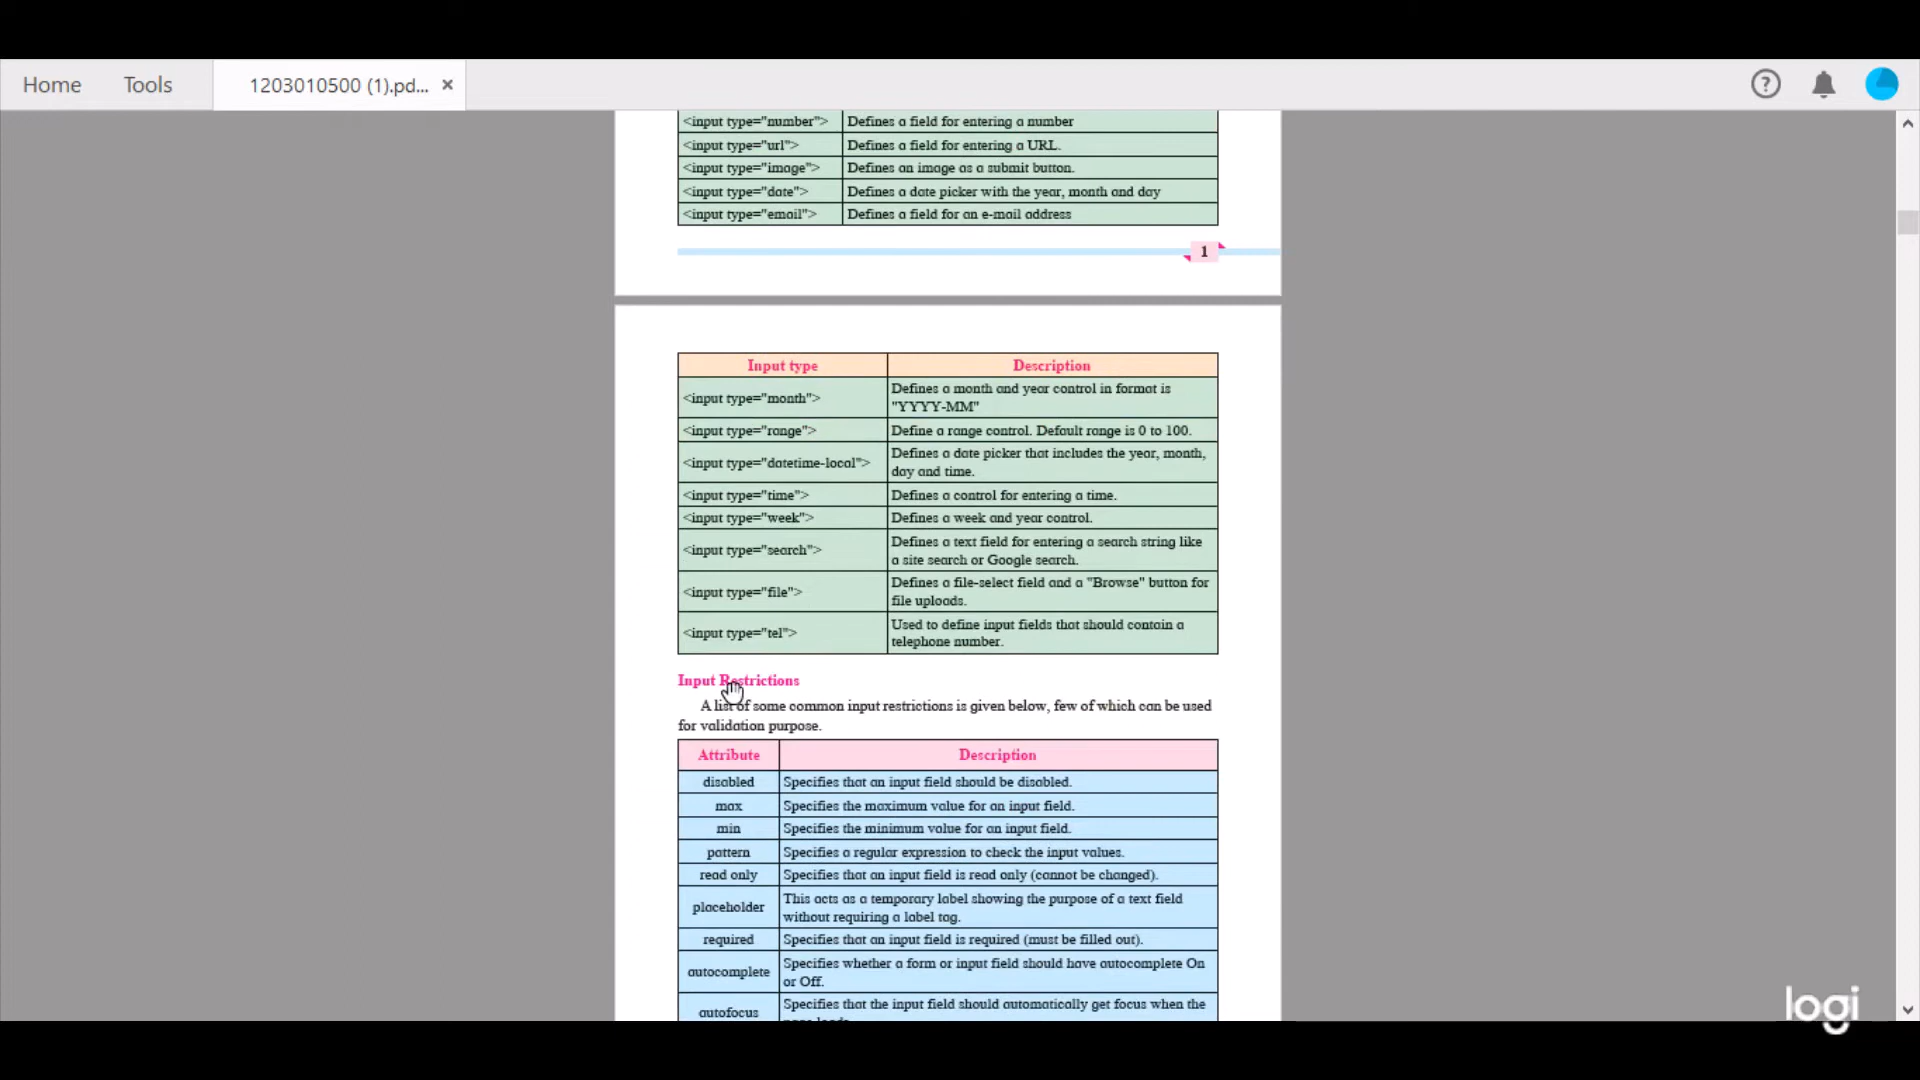 Home Tools 1203010500 (1).pd... ×
<input type="number"> Defines a field for entering a number
<input type="url"> Defines a field for entering a URL.
<input type="image"> Defines an image as a submit button.
<input type="date"> Defines a date picker with the year, month and day
<input type="email"> Defines a field for an e-mail address
1
Input type Description
<input type="month"> Defines a month and year control in format is
"YYYY-MM"
<input type="range"> Define a range control. Default range is 0 to 100.
<input type="datetime-local"> Defines a date picker that includes the year, month,
day and time.
<input type="time"> Defines a control for entering a time.
<input type="week"> Defines a week and year control.
<input type="search"> Defines a text field for entering a search string like
a site search or Google search.
<input type="file"> Defines a file-select field and a "Browse" button for
file uploads.
<input type="tel"> Used to define input fields that should contain a
telephone number.
Input Restrictions
A list of some common input restrictions is given below, few of which can be used
for validation purpose.
Attribute Description
disabled Specifies that an input field should be disabled.
max Specifies the maximum value for an input field.
min Specifies the minimum value for an input field.
pattern Specifies a regular expression to check the input values.
read only Specifies that an input field is read only (cannot be changed).
placeholder This acts as a temporary label showing the purpose of a text field
without requiring a label tag.
required Specifies that an input field is required (must be filled out).
autocomplete Specifies whether a form or input field should have autocomplete On
or Off.
autofocus Specifies that the input field should automatically get focus when the
logi